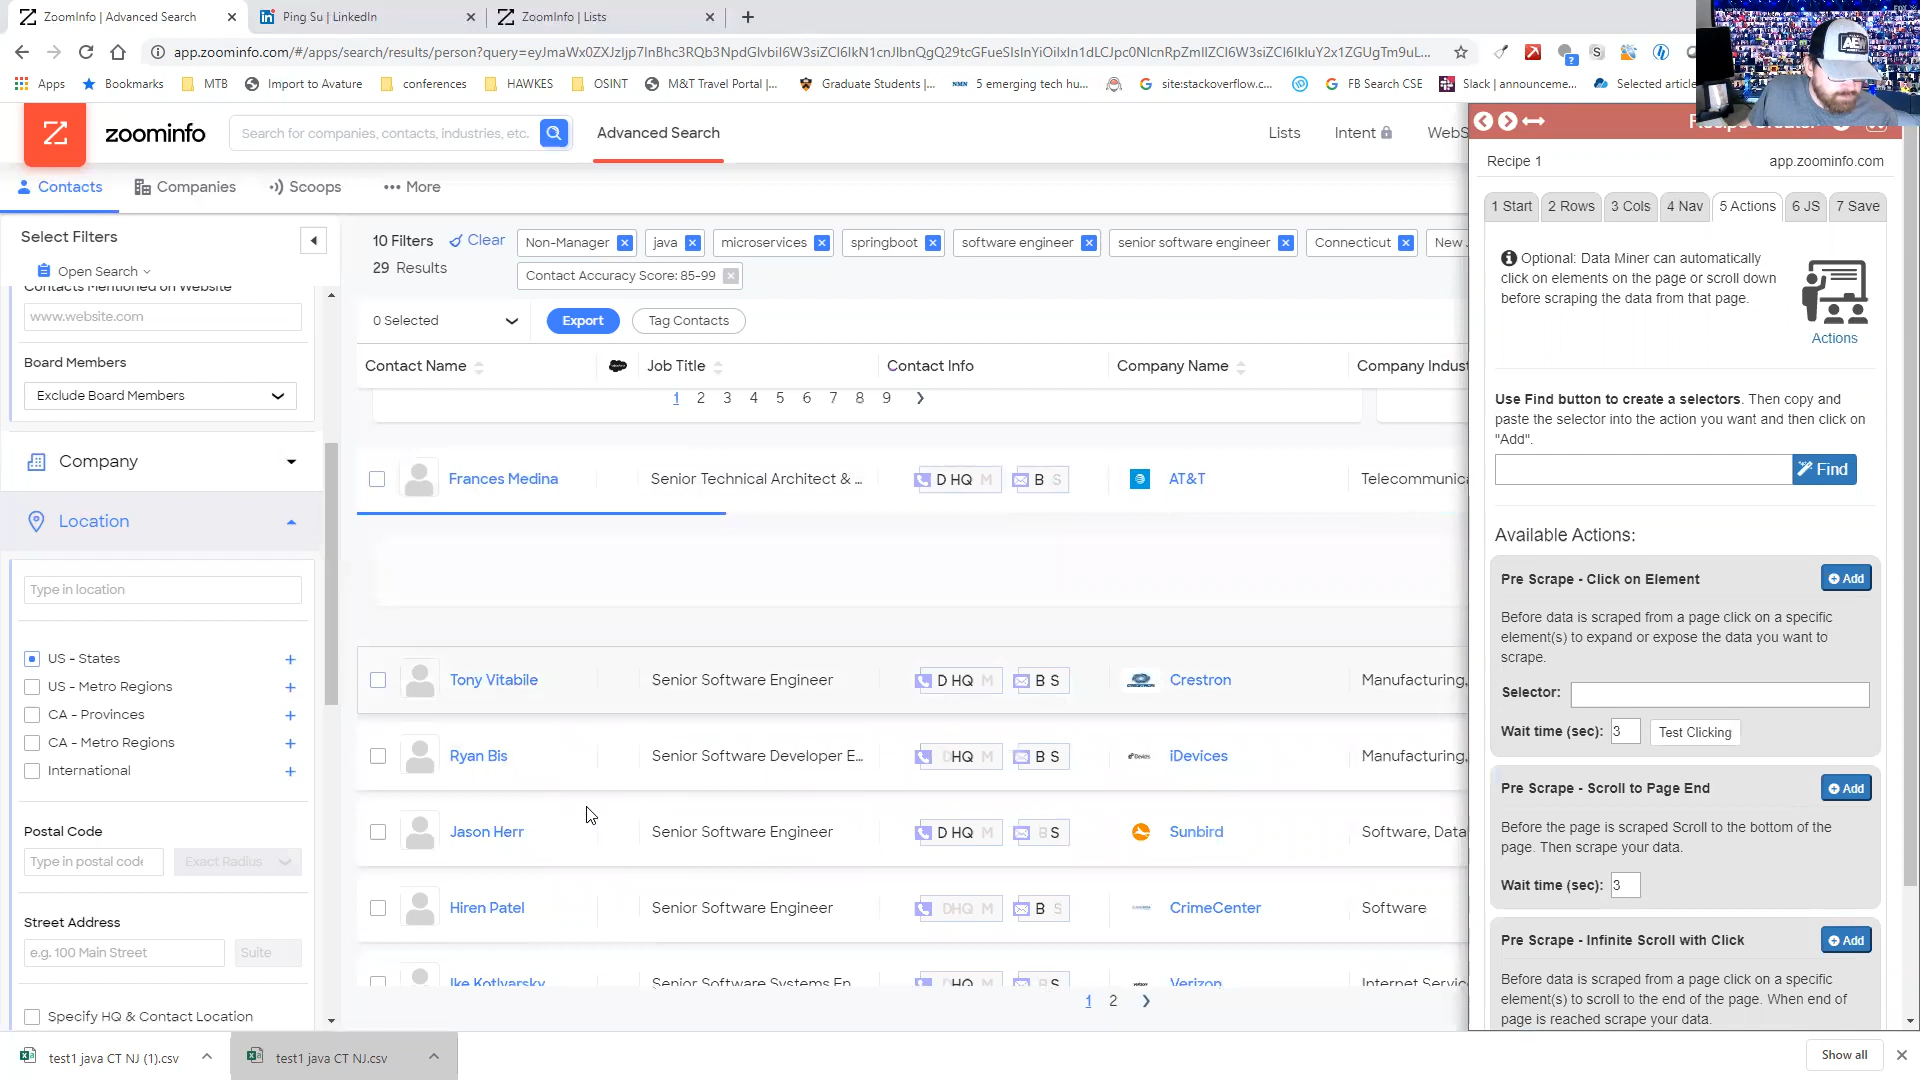 ZoomInfo | Advanced Search
Ping Su | LinkedIn
ZoomInfo | Lists
app.zoominfo.com/#/apps/search/results/person?query=
Apps
Bookmarks
MTB
Import to Avature
conferences
HAWKES
OSINT
M&T Travel Portal |...
Graduate Students |...
5 emerging tech hu...
site:stackoverflow.c...
FB Search CSE
Slack | announceme...
Selected article
zoominfo
Search for companies, contacts, industries, etc.
Advanced Search
Lists
Intent
WebS
Contacts
Companies
Scoops
More
Select Filters
Open Search
Contacts Mentioned on Website
www.website.com
Board Members
Exclude Board Members
Company
Location
Type in location
US - States
US - Metro Regions
CA - Provinces
CA - Metro Regions
International
Postal Code
Type in postal code
Exact Radius
Street Address
e.g. 100 Main Street
Suite
Specify HQ & Contact Location
10 Filters
Clear
29 Results
Non-Manager
java
microservices
springboot
software engineer
senior software engineer
Connecticut
New
Contact Accuracy Score: 85-99
0 Selected
Export
Tag Contacts
Contact Name
Job Title
Contact Info
Company Name
Company Indust
1 2 3 4 5 6 7 8 9
Frances Medina
Senior Technical Architect & ...
D HQ M
B S
AT&T
Telecommunica
Tony Vitabile
Senior Software Engineer
D HQ M
B S
Crestron
Manufacturing,
Ryan Bis
Senior Software Developer E...
D HQ M
B S
iDevices
Manufacturing,
Jason Herr
Senior Software Engineer
D HQ M
B S
Sunbird
Software, Data
Hiren Patel
Senior Software Engineer
D HQ M
B S
CrimeCenter
Software
Ike Kotlyarsky
Senior Software Systems En
HQ
S
Verizon
Internet Servic
1 2
Recipe Creator
Recipe 1
app.zoominfo.com
1 Start
2 Rows
3 Cols
4 Nav
5 Actions
6 JS
7 Save
Optional: Data Miner can automatically
click on elements on the page or scroll down
before scraping the data from that page.
Actions
Use Find button to create a selectors. Then copy and
paste the selector into the action you want and then click on
"Add".
Find
Available Actions:
Pre Scrape - Click on Element
Add
Before data is scraped from a page click on a specific
element(s) to expand or expose the data you want to
scrape.
Selector:
Wait time (sec): 3
Test Clicking
Pre Scrape - Scroll to Page End
Add
Before the page is scraped Scroll to the bottom of the
page. Then scrape your data.
Wait time (sec): 3
Pre Scrape - Infinite Scroll with Click
Add
Before data is scraped from a page click on a specific
element(s) to scroll to the end of the page. When end of
page is reached scrape your data.
test1 java CT NJ (1).csv
test1 java CT NJ.csv
Show all